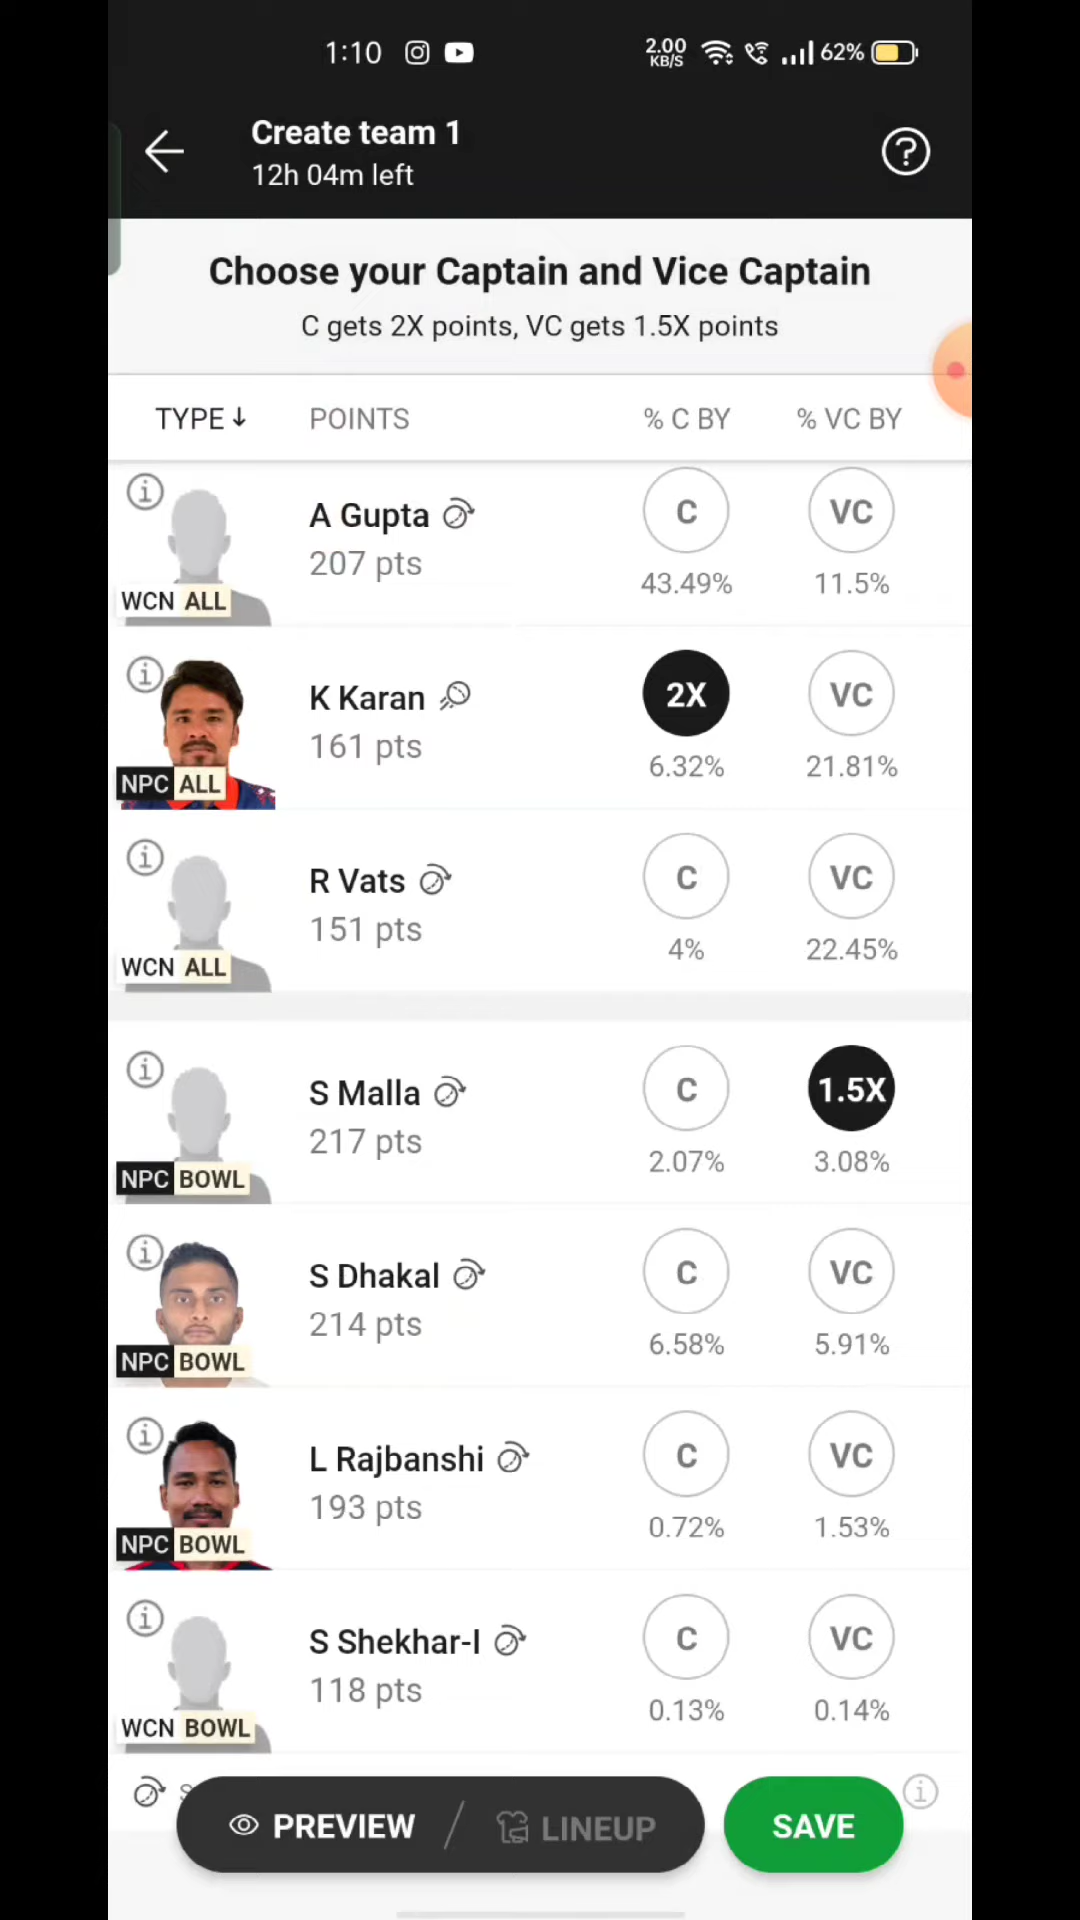 1:10 2.00 KB/S 62%
Create team 1
12h 04m left
Choose your Captain and Vice Captain
C gets 2X points, VC gets 1.5X points
TYPE POINTS % C BY % VC BY
A Gupta C VC
207 pts 43.49% 11.5%
WCN ALL
K Karan 2X VC
161 pts 6.32% 21.81%
NPC ALL
R Vats C VC
151 pts 4% 22.45%
WCN ALL
S Malla C 1.5X
217 pts 2.07% 3.08%
NPC BOWL
S Dhakal C VC
214 pts 6.58% 5.91%
NPC BOWL
L Rajbanshi C VC
193 pts 0.72% 1.53%
NPC BOWL
S Shekhar-I C VC
118 pts 0.13% 0.14%
WCN BOWL
PREVIEW / LINEUP SAVE